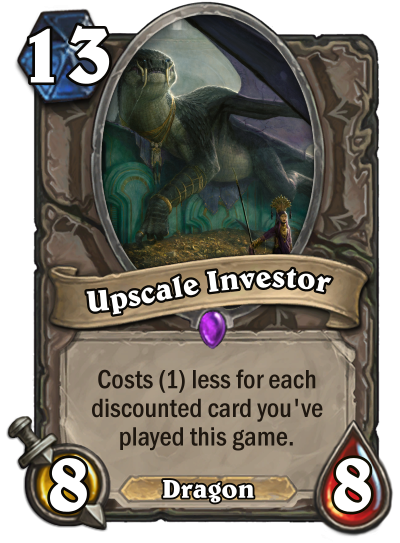 13
Upscale Investor
Costs (1) less for each
discounted card you've
played this game.
8
Dragon
8